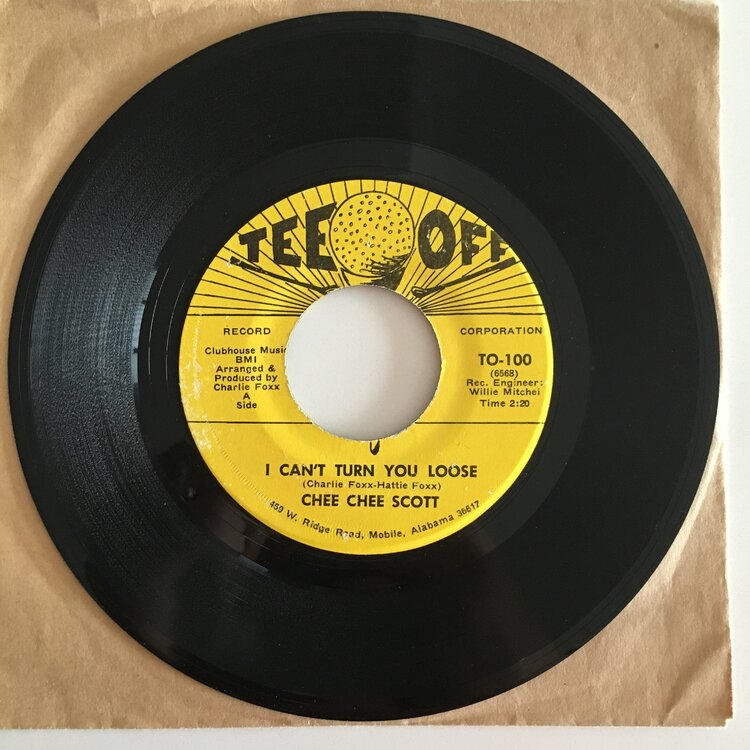 TEE OFF
RECORD CORPORATION
Clubhouse Music
BMI
Arranged &
Produced by
Charlie Foxx
A
Side
TO-100
(6568)
Rec. Engineer:
Willie Mitchel
Time 2:20
I CAN'T TURN YOU LOOSE
(Charlie Foxx-Hattie Foxx)
CHEE CHEE SCOTT
459 W. Ridge Road, Mobile, Alabama 36617